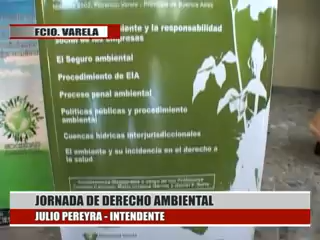 FCIO. VARELA
Florencio Varela - Provincia de Buenos Aires
ambiente y la responsabilidad
social de las empresas
El Seguro ambiental
Procedimiento de EIA
Proceso penal ambiental
Políticas públicas y procedimiento
ambiental
Cuencas hídricas interjurisdiccionales
El ambiente y su incidencia en el derecho a
la salud
JORNADA DE DERECHO AMBIENTAL
JULIO PEREYRA - INTENDENTE